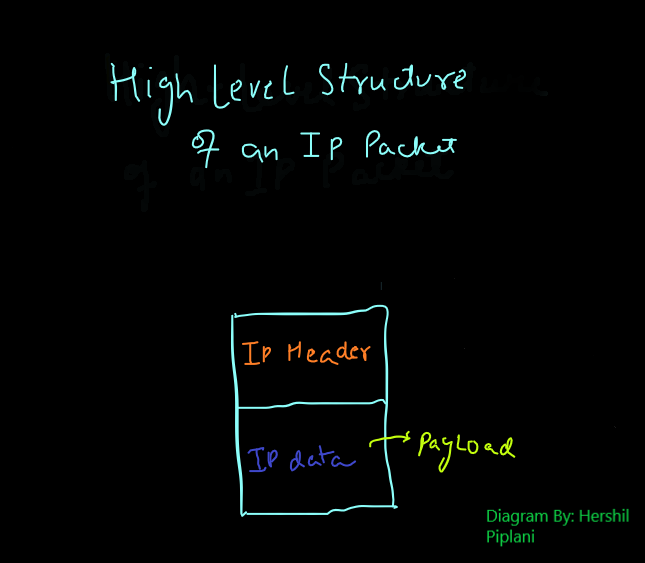 High Level Structure
of an IP Packet
IP Header
IP data
PayLoad
Diagram By: Hershil
Piplani